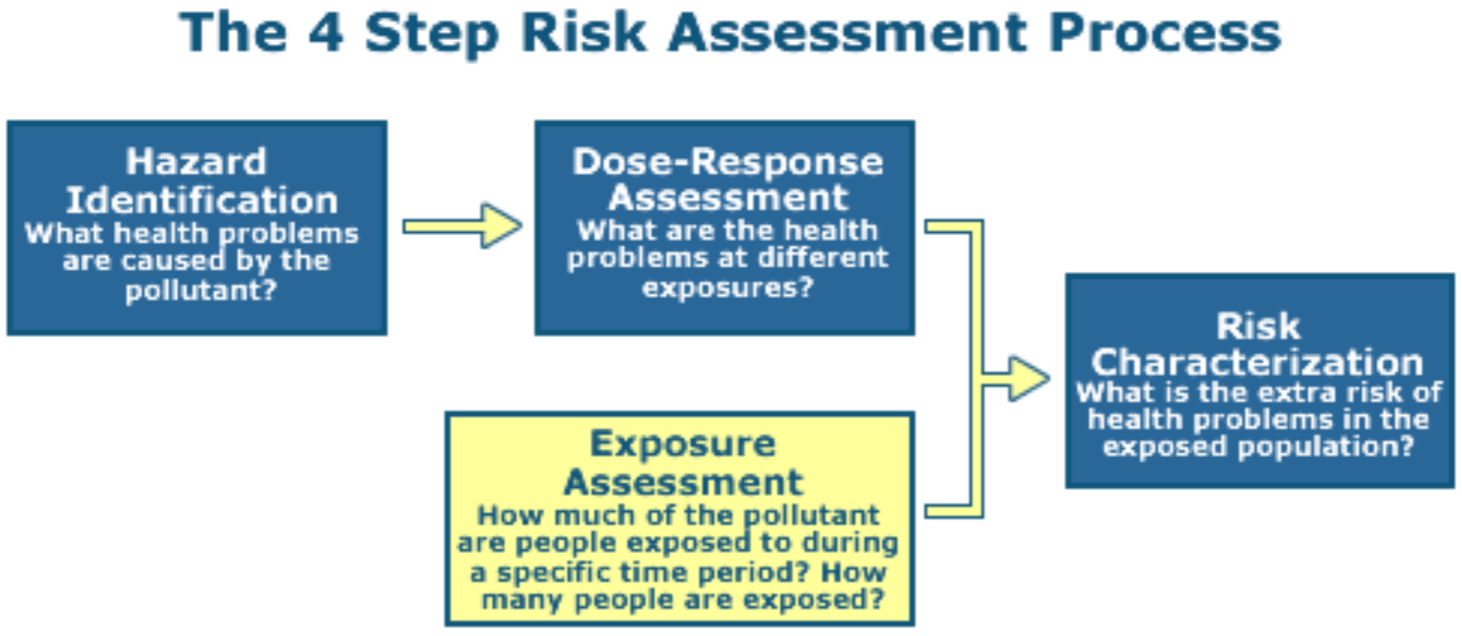 The 4 Step Risk Assessment Process
Hazard
Identification
What health problems
are caused by the
pollutant?
Dose-Response
Assessment
What are the health
problems at different
exposures?
Exposure
Assessment
How much of the pollutant
are people exposed to during
a specific time period? How
many people are exposed?
Risk
Characterization
What is the extra risk of
health problems in the
exposed population?